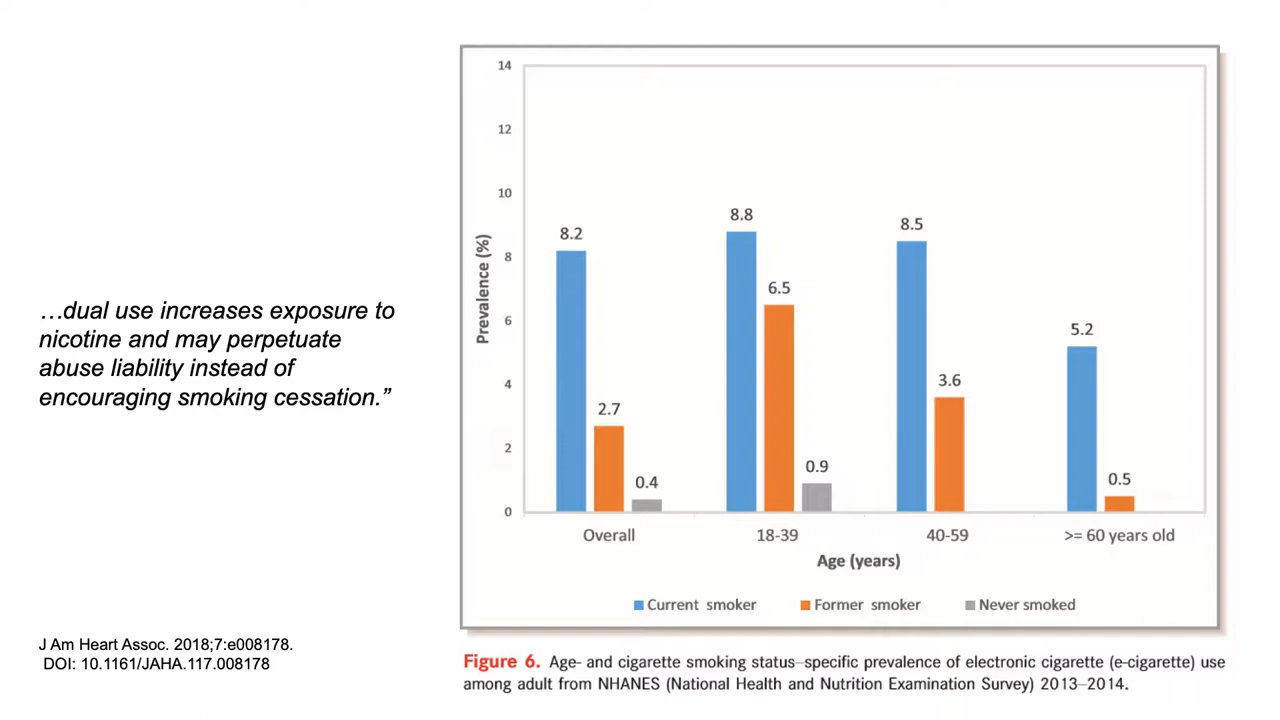 …dual use increases exposure to
nicotine and may perpetuate
abuse liability instead of
encouraging smoking cessation.”
J Am Heart Assoc. 2018;7:e008178.
DOI: 10.1161/JAHA.117.008178
Prevalence (%)
14
12
10
8
6
4
2
0
8.2
2.7
0.4
8.8
6.5
0.9
8.5
3.6
5.2
0.5
Overall
18-39
40-59
>= 60 years old
Age (years)
Current smoker
Former smoker
Never smoked
Figure 6. Age- and cigarette smoking status–specific prevalence of electronic cigarette (e-cigarette) use
among adult from NHANES (National Health and Nutrition Examination Survey) 2013–2014.